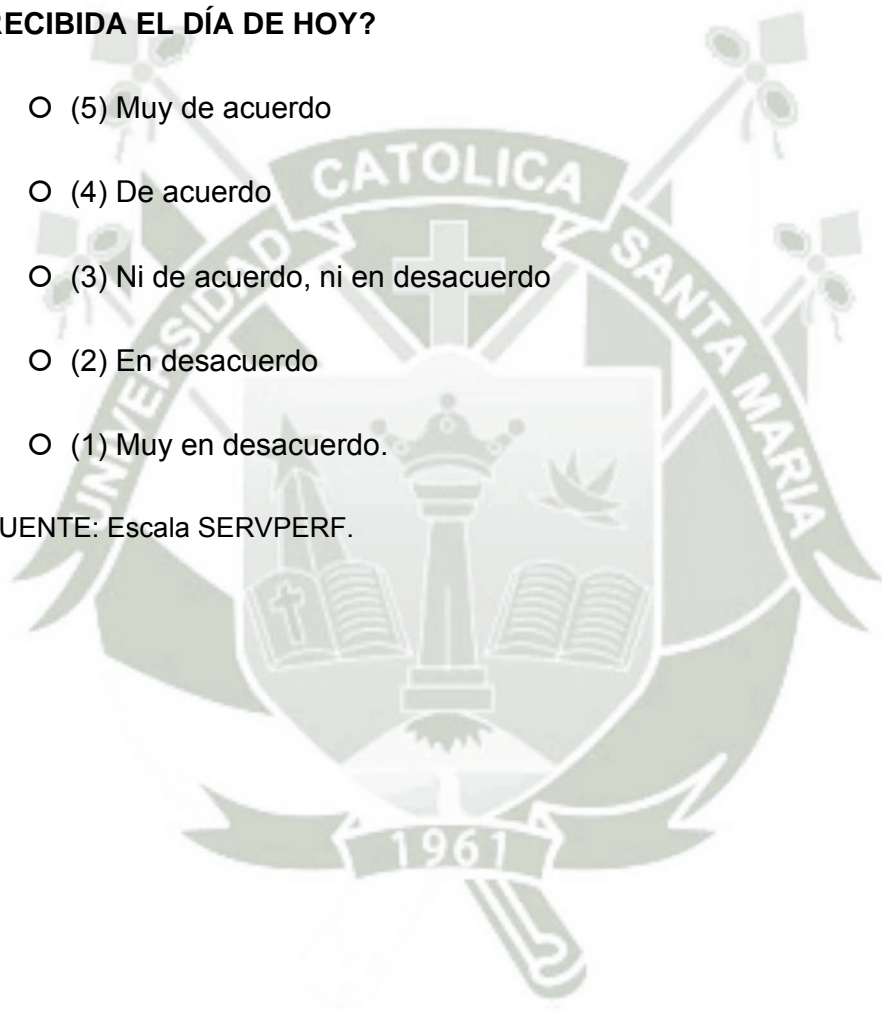 RECIBIDA EL DÍA DE HOY?
O (5) Muy de acuerdo
O (4) De acuerdo
O (3) Ni de acuerdo, ni en desacuerdo
O (2) En desacuerdo
O (1) Muy en desacuerdo.
UENTE: Escala SERVPERF.
UNIVERSIDAD CATOLICA SANTA MARIA
1961